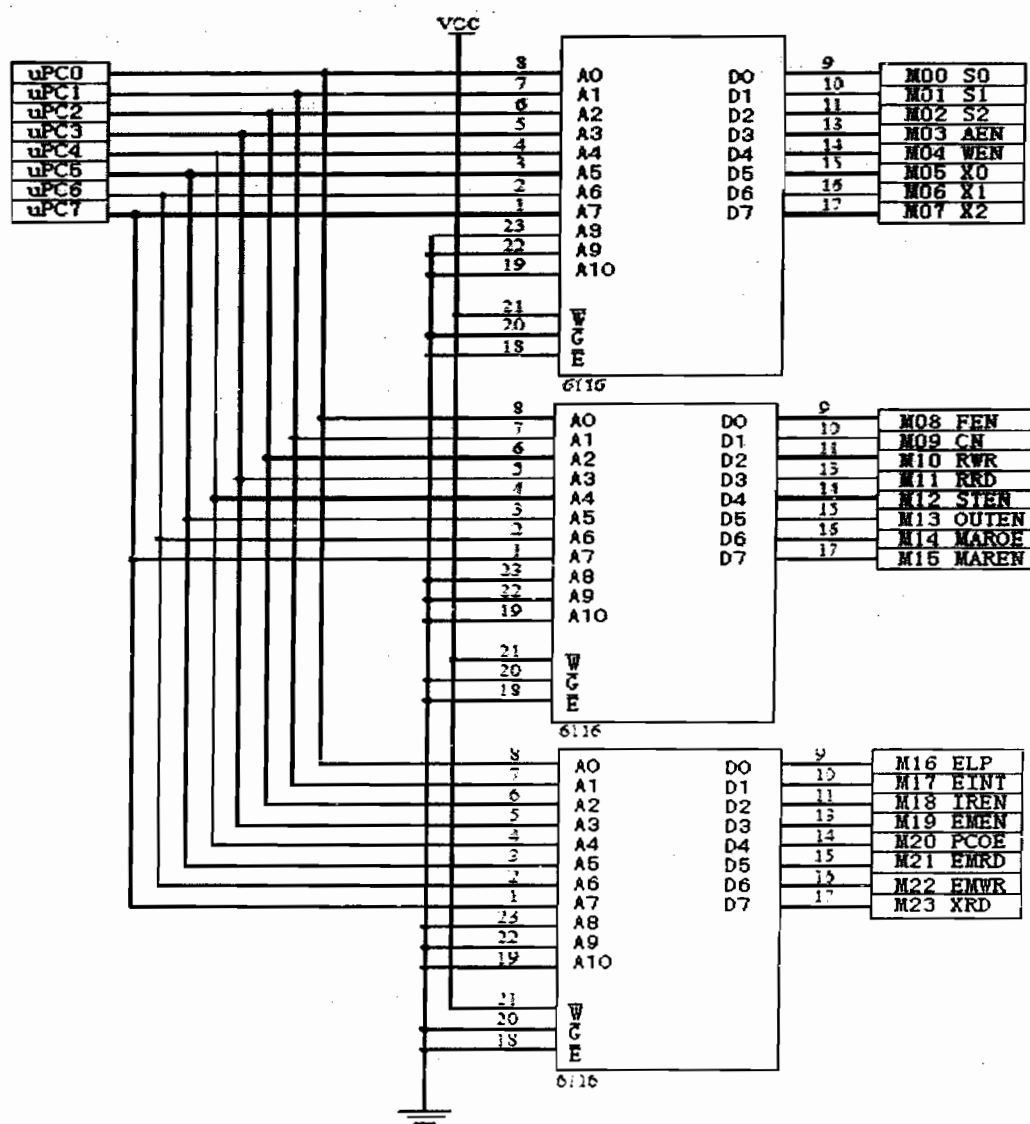 VCC
uPC0
uPC1
uPC2
uPC3
uPC4
uPC5
uPC6
uPC7
8 A0 D0 9 M00 S0
7 A1 D1 10 M01 S1
6 A2 D2 11 M02 S2
5 A3 D3 13 M03 AEN
4 A4 D4 14 M04 WEN
3 A5 D5 15 M05 X0
2 A6 D6 16 M06 X1
1 A7 D7 17 M07 X2
23 A8
22 A9
19 A10
21 W
20 G
18 E
6116
8 A0 D0 9 M08 FEN
7 A1 D1 10 M09 CN
6 A2 D2 11 M10 RWR
5 A3 D3 13 M11 RRD
4 A4 D4 14 M12 STEN
3 A5 D5 15 M13 OUTEN
2 A6 D6 16 M14 MAROE
1 A7 D7 17 M15 MAREN
23 A8
22 A9
19 A10
21 W
20 G
18 E
6116
8 A0 D0 9 M16 ELP
7 A1 D1 10 M17 EINT
6 A2 D2 11 M18 IREN
5 A3 D3 13 M19 EMEN
4 A4 D4 14 M20 PCOE
3 A5 D5 15 M21 EMRD
2 A6 D6 16 M22 EMWR
1 A7 D7 17 M23 XRD
23 A8
22 A9
19 A10
21 W
20 G
18 E
6116